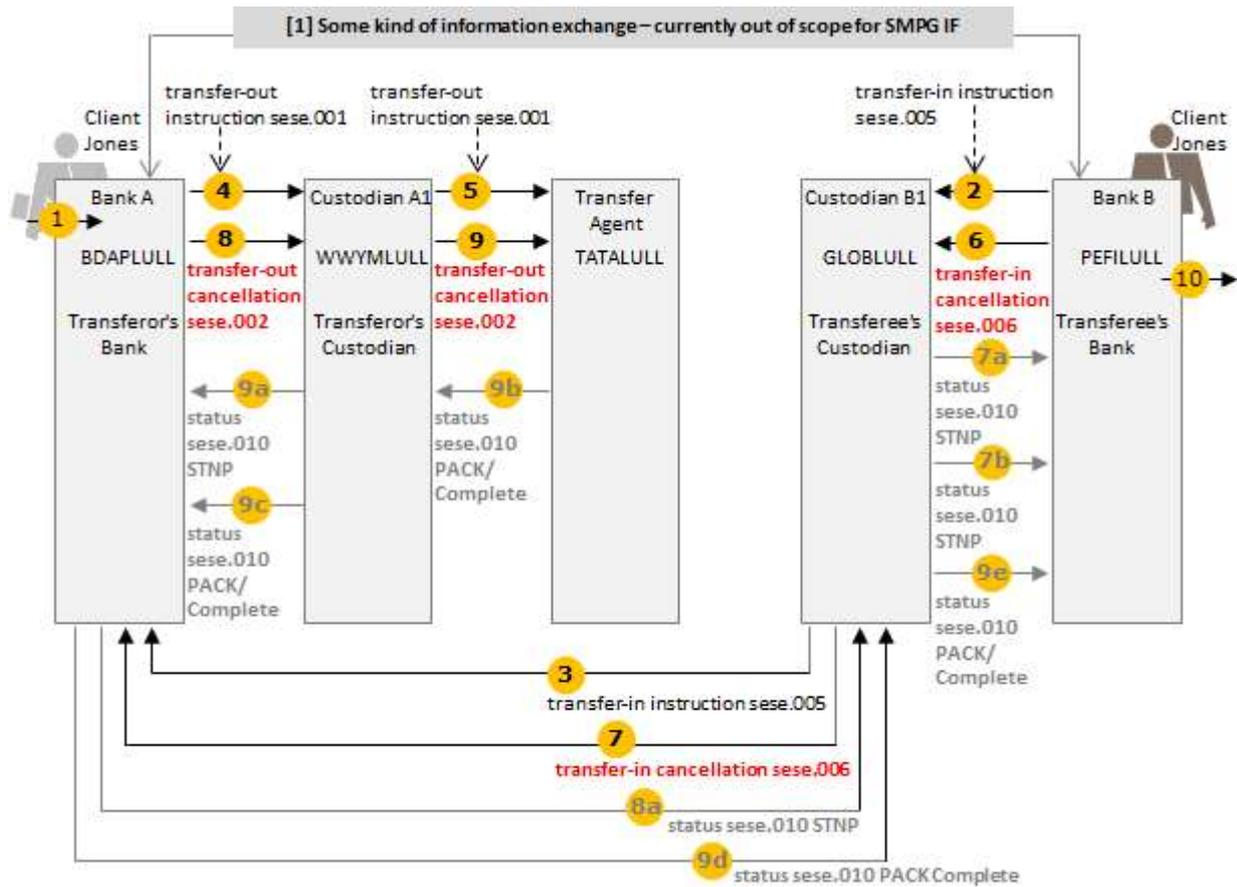 [1] Some kind of information exchange – currently out of scope for SMPG IF
transfer-out
instruction sese.001
transfer-out
instruction sese.001
transfer-in instruction
sese.005
Client
Jones
Client
Jones
1
Bank A
BDAPLULL
Transferor's
Bank
4
8
transfer-out
cancellation
sese.002
9a
status
sese.010
STNP
9c
status
sese.010
PACK/
Complete
Custodian A1
WWYMLULL
Transferor's
Custodian
5
9
transfer-out
cancellation
sese.002
9b
status
sese.010
PACK/
Complete
Transfer
Agent
TATALULL
Custodian B1
GLOBLULL
Transferee's
Custodian
2
6
transfer-in
cancellation
sese.006
7a
status
sese.010
STNP
7b
status
sese.010
STNP
9e
status
sese.010
PACK/
Complete
Bank B
PEFILULL
Transferee's
Bank
10
3
transfer-in instruction sese.005
7
transfer-in cancellation sese.006
8a
status sese.010 STNP
9d
status sese.010 PACK Complete